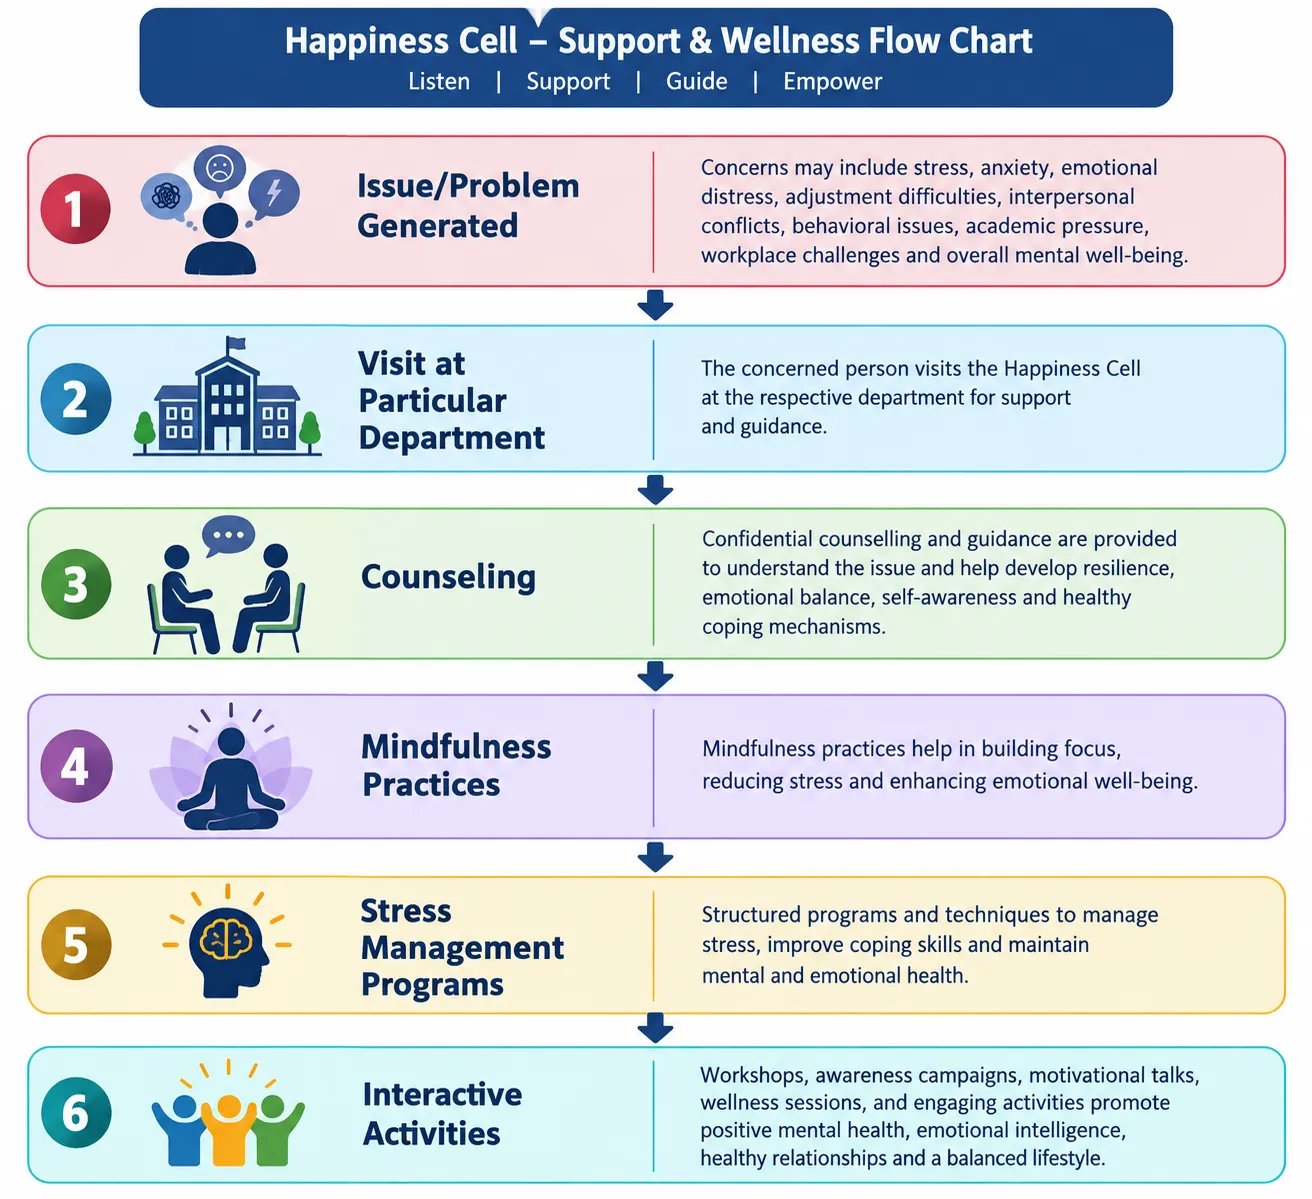 Happiness Cell – Support & Wellness Flow Chart
Listen | Support | Guide | Empower
1
Issue/Problem
Generated
Concerns may include stress, anxiety, emotional
distress, adjustment difficulties, interpersonal
conflicts, behavioral issues, academic pressure,
workplace challenges and overall mental well-being.
2
Visit at
Particular
Department
The concerned person visits the Happiness Cell
at the respective department for support
and guidance.
3
Counseling
Confidential counselling and guidance are provided
to understand the issue and help develop resilience,
emotional balance, self-awareness and healthy
coping mechanisms.
4
Mindfulness
Practices
Mindfulness practices help in building focus,
reducing stress and enhancing emotional well-being.
5
Stress
Management
Programs
Structured programs and techniques to manage
stress, improve coping skills and maintain
mental and emotional health.
6
Interactive
Activities
Workshops, awareness campaigns, motivational talks,
wellness sessions, and engaging activities promote
positive mental health, emotional intelligence,
healthy relationships and a balanced lifestyle.